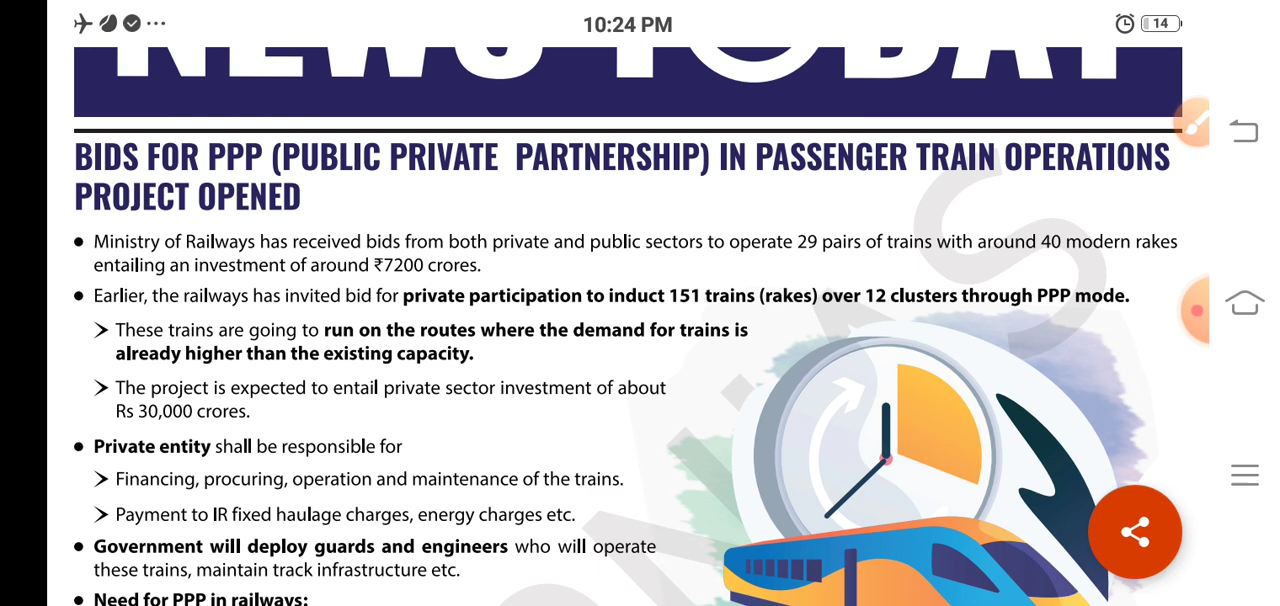 10:24 PM
14
NEWS TODAY
BIDS FOR PPP (PUBLIC PRIVATE PARTNERSHIP) IN PASSENGER TRAIN OPERATIONS
PROJECT OPENED
• Ministry of Railways has received bids from both private and public sectors to operate 29 pairs of trains with around 40 modern rakes
entailing an investment of around ₹7200 crores.
• Earlier, the railways has invited bid for private participation to induct 151 trains (rakes) over 12 clusters through PPP mode.
➤ These trains are going to run on the routes where the demand for trains is
already higher than the existing capacity.
➤ The project is expected to entail private sector investment of about
Rs 30,000 crores.
• Private entity shall be responsible for
➤ Financing, procuring, operation and maintenance of the trains.
➤ Payment to IR fixed haulage charges, energy charges etc.
• Government will deploy guards and engineers who will operate
these trains, maintain track infrastructure etc.
• Need for PPP in railways: